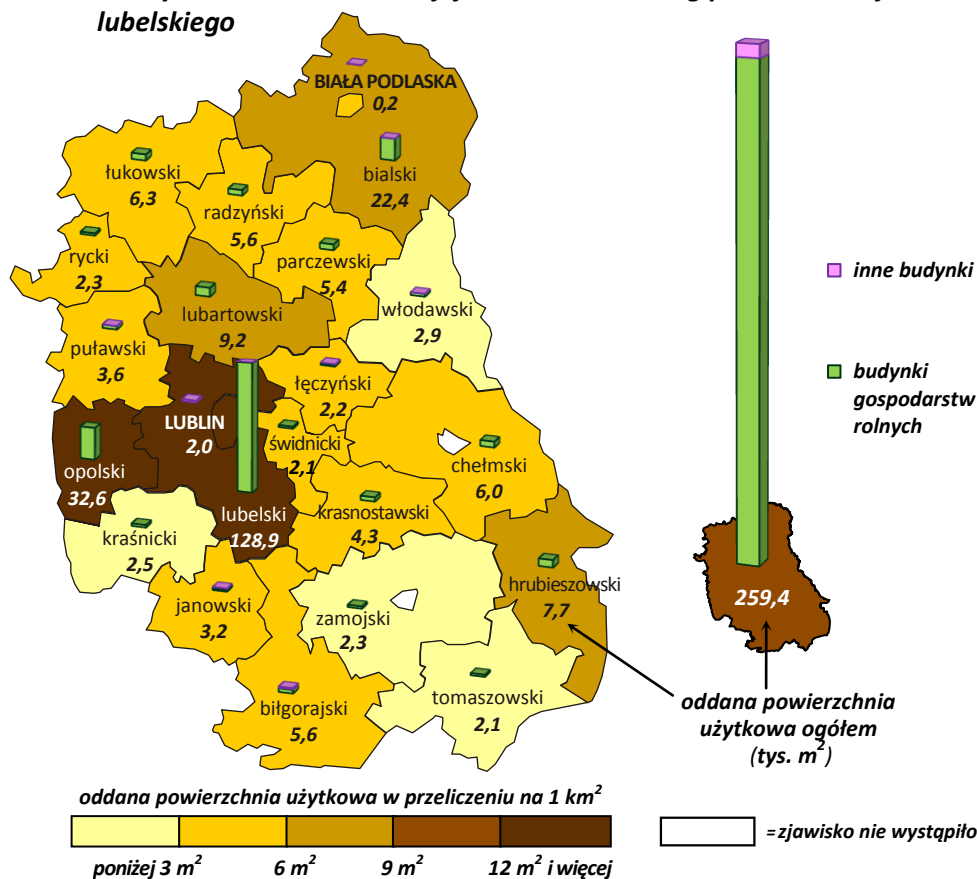 lubelskiego
BIAŁA PODLASKA
0,2
bialski
22,4
łukowski
6,3
radzyński
5,6
rycki
2,3
parczewski
5,4
lubartowski
9,2
włodawski
2,9
puławski
3,6
łęczyński
2,2
LUBLIN
2,0
świdnicki
2,1
chełmski
6,0
opolski
32,6
lubelski
128,9
krasnostawski
4,3
kraśnicki
2,5
janowski
3,2
zamojski
2,3
hrubieszowski
7,7
tomaszowski
2,1
biłgorajski
5,6
inne budynki
budynki
gospodarstw
rolnych
259,4
oddana powierzchnia
użytkowa ogółem
(tys. m²)
oddana powierzchnia użytkowa w przeliczeniu na 1 km²
poniżej 3 m² 6 m² 9 m² 12 m² i więcej
=zjawisko nie wystąpiło